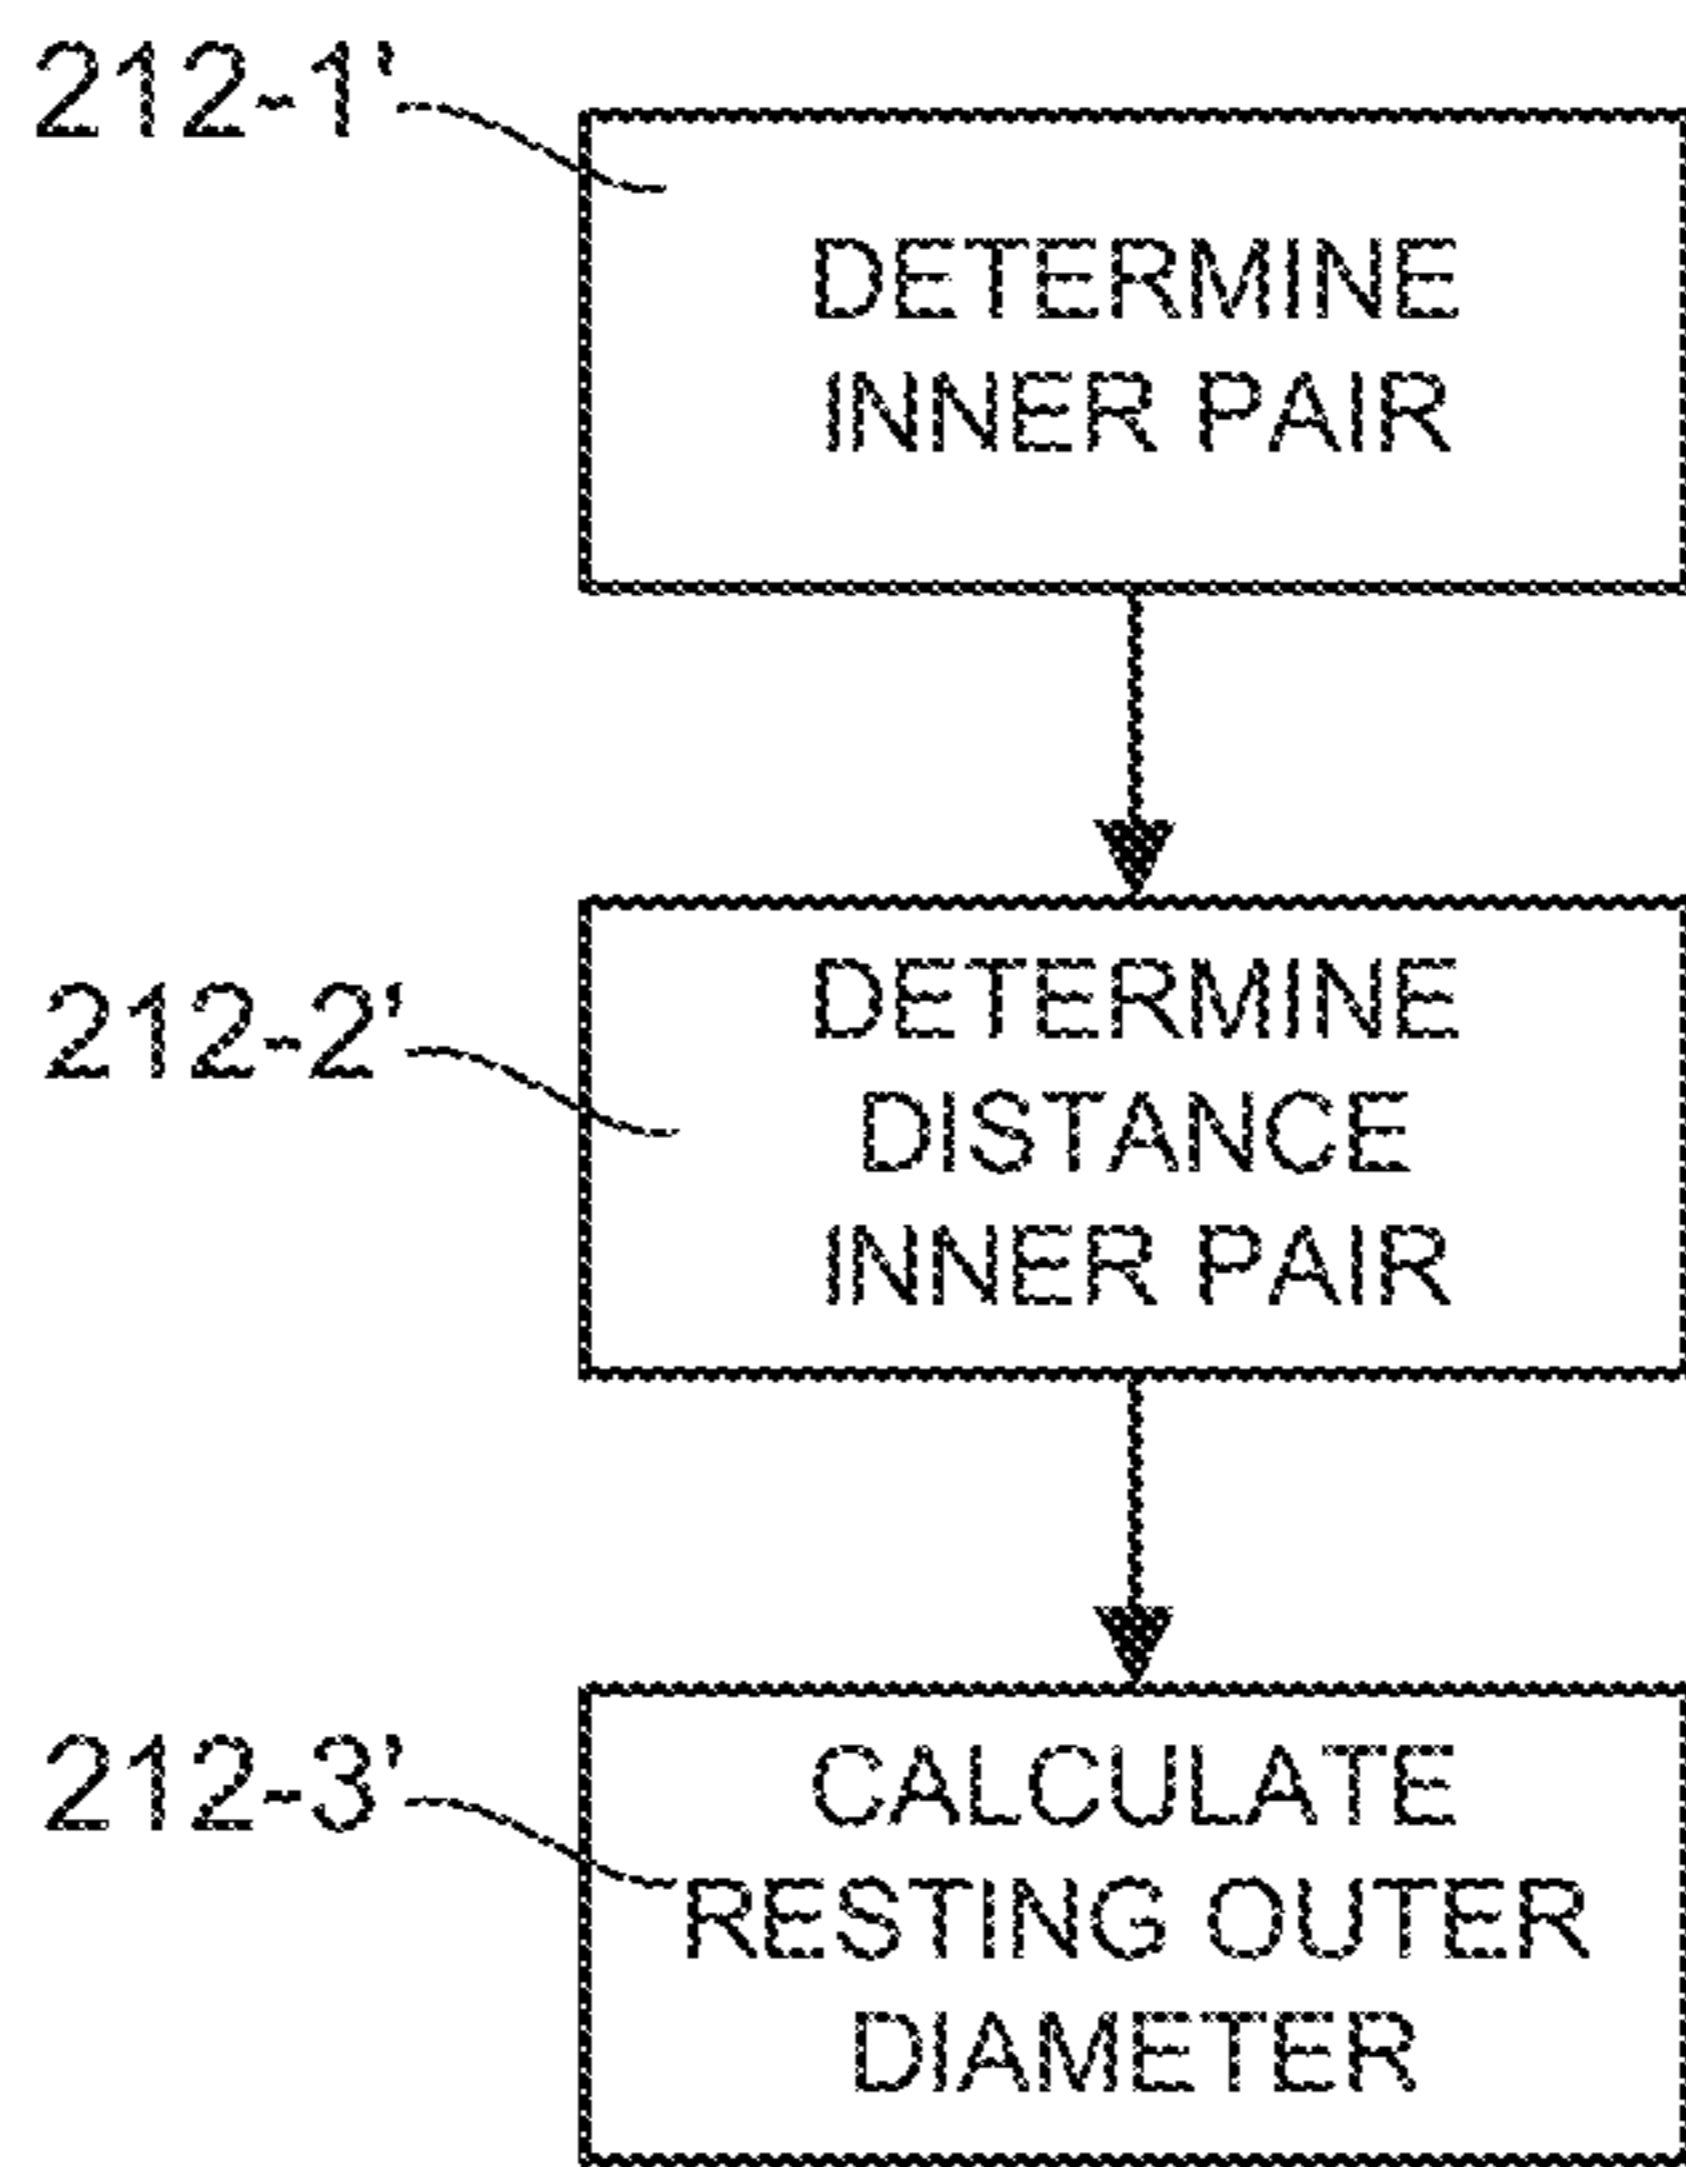 212-1'
DETERMINE
INNER PAIR
212-2'
DETERMINE
DISTANCE
INNER PAIR
212-3'
CALCULATE
RESTING OUTER
DIAMETER